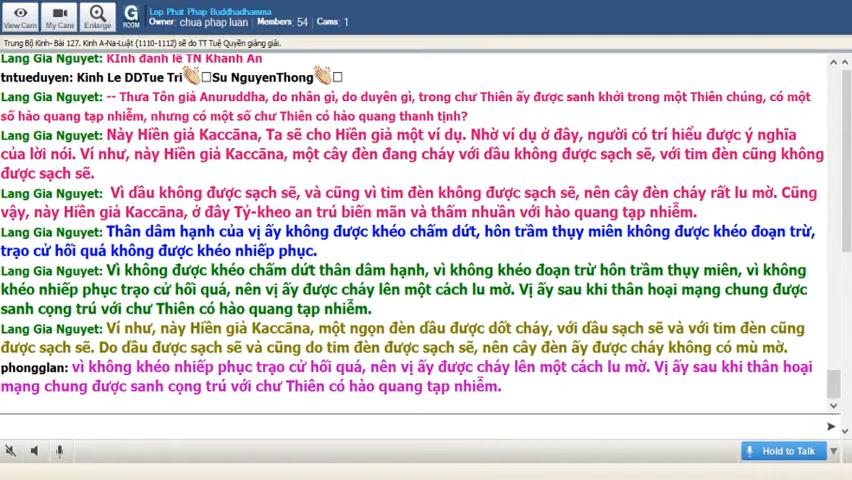 Lop Phat Phap Buddhadhamma
Owner: chua phap luan Members: 54 Cams: 1
View Cam
My Cam
Enlarge
G
ROOM
Trung Bộ Kinh- Bài 127. Kinh A-Na-Luật (1110-1112) sẽ do TT Tuệ Quyền giảng giải.
Lang Gia Nguyet: KInh đanh lê TN Khanh An
tntueduyen: Kinh Le DDTue Tri👏□Su NguyenThong👏□
Lang Gia Nguyet: -- Thưa Tôn giả Anuruddha, do nhân gì, do duyên gì, trong chư Thiên ấy được sanh khởi trong một Thiên chúng, có một
số hào quang tạp nhiễm, nhưng có một số chư Thiên có hào quang thanh tịnh?
Lang Gia Nguyet: Này Hiền giả Kaccāna, Ta sẽ cho Hiền giả một ví dụ. Nhờ ví dụ ở đây, người có trí hiểu được ý nghĩa
của lời nói. Ví như, này Hiền giả Kaccāna, một cây đèn đang cháy với dầu không được sạch sẽ, với tim đèn cũng không
được sạch sẽ.
Lang Gia Nguyet: Vì dầu không được sạch sẽ, và cũng vì tim đèn không được sạch sẽ, nên cây đèn cháy rất lu mờ. Cũng
vậy, này Hiền giả Kaccāna, ở đây Tỷ-kheo an trú biến mãn và thấm nhuần với hào quang tạp nhiễm.
Lang Gia Nguyet: Thân dâm hạnh của vị ấy không được khéo chấm dứt, hôn trầm thụy miên không được khéo đoạn trừ,
trạo cử hối quá không được khéo nhiếp phục.
Lang Gia Nguyet: Vì không được khéo chấm dứt thân dâm hạnh, vì không khéo đoạn trừ hôn trầm thụy miên, vì không
khéo nhiếp phục trạo cử hối quá, nên vị ấy được cháy lên một cách lu mờ. Vị ấy sau khi thân hoại mạng chung được
sanh cọng trú với chư Thiên có hào quang tạp nhiễm.
Lang Gia Nguyet: Ví như, này Hiền giả Kaccāna, một ngọn đèn dầu được dốt cháy, với dầu sạch sẽ và với tim đèn cũng
được sạch sẽ. Do dầu được sạch sẽ và cũng do tim đèn được sạch sẽ, nên cây đèn ấy được cháy không có mù mờ.
phongglan: vì không khéo nhiếp phục trạo cử hối quá, nên vị ấy được cháy lên một cách lu mờ. Vị ấy sau khi thân hoại
mạng chung được sanh cọng trú với chư Thiên có hào quang tạp nhiễm.
Hold to Talk